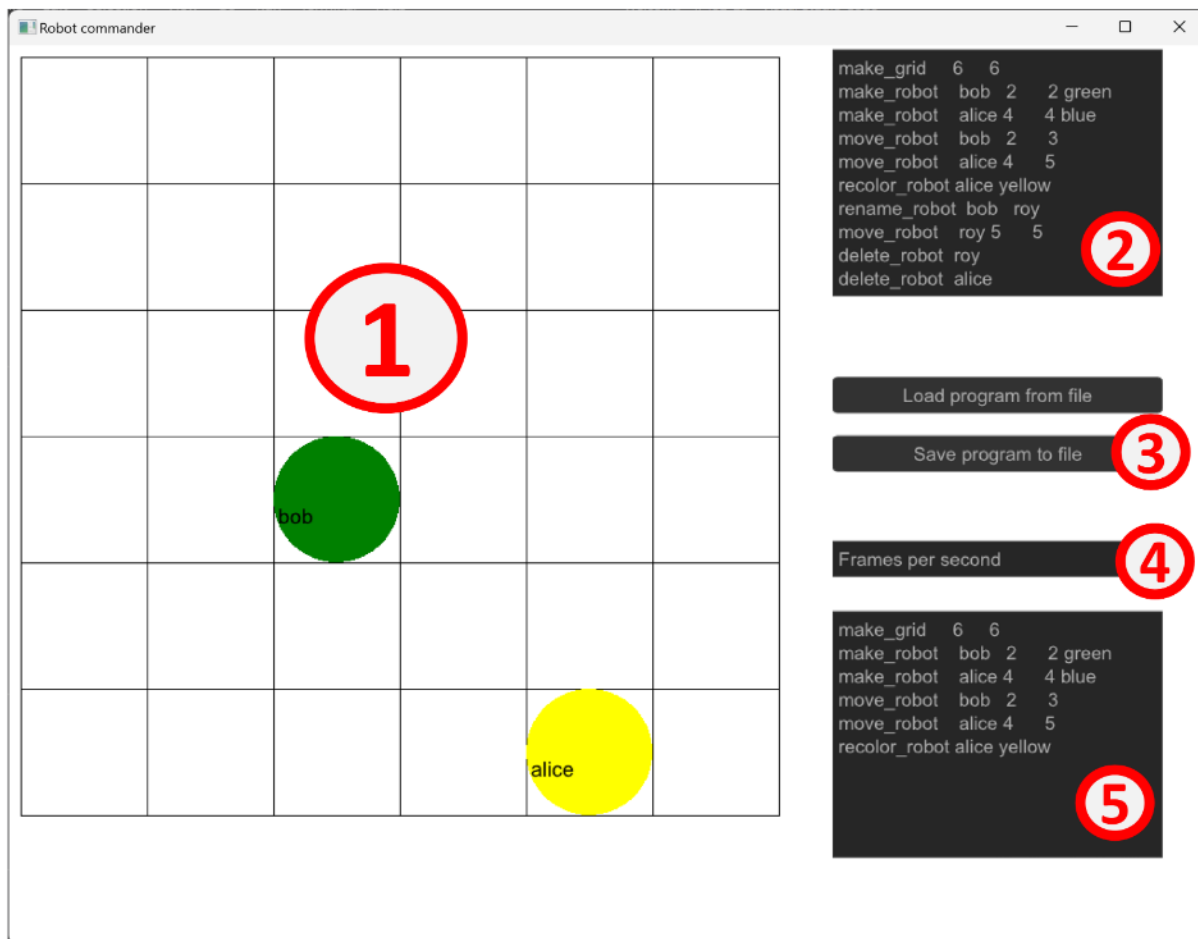 Robot commander
make_grid 6 6
make_robot bob 2 2 green
make_robot alice 4 4 blue
move_robot bob 2 3
move_robot alice 4 5
recolor_robot alice yellow
rename_robot bob roy
move_robot roy 5 5
delete_robot roy
delete_robot alice
2
1
Load program from file
Save program to file
3
bob
Frames per second
4
make_grid 6 6
make_robot bob 2 2 green
make_robot alice 4 4 blue
move_robot bob 2 3
move_robot alice 4 5
recolor_robot alice yellow
alice
5